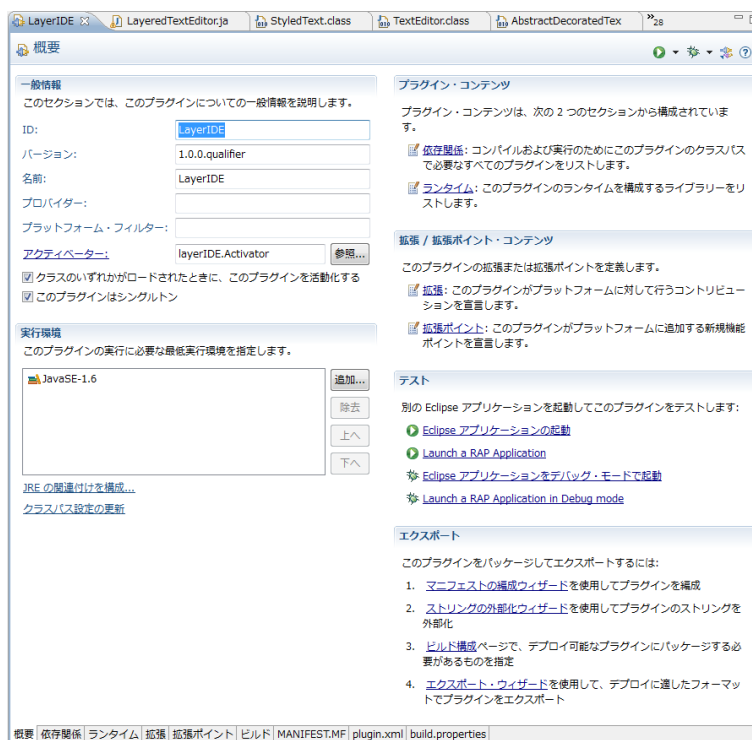 LayerIDE
LayeredTextEditor.ja
StyledText.class
TextEditor.class
AbstractDecoratedTex
»28
概要
一般情報
このセクションでは、このプラグインについての一般情報を説明します。
ID: LayerIDE
バージョン: 1.0.0.qualifier
名前: LayerIDE
プロバイダー:
プラットフォーム・フィルター:
アクティベーター: layerIDE.Activator 参照...
クラスのいずれかがロードされたときに、このプラグインを活動化する
このプラグインはシングルトン
実行環境
このプラグインの実行に必要な最低実行環境を指定します。
JavaSE-1.6
追加...
除去
上へ
下へ
JRE の関連付けを構成...
クラスパス設定の更新
プラグイン・コンテンツ
プラグイン・コンテンツは、次の 2 つのセクションから構成されていま
す。
依存関係: コンパイルおよび実行のためにこのプラグインのクラスパス
で必要なすべてのプラグインをリストします。
ランタイム: このプラグインのランタイムを構成するライブラリーをリ
ストします。
拡張 / 拡張ポイント・コンテンツ
このプラグインの拡張または拡張ポイントを定義します。
拡張: このプラグインがプラットフォームに対して行うコントリビュー
ションを宣言します。
拡張ポイント: このプラグインがプラットフォームに追加する新規機能
ポイントを宣言します。
テスト
別の Eclipse アプリケーションを起動してこのプラグインをテストします:
Eclipse アプリケーションの起動
Launch a RAP Application
Eclipse アプリケーションをデバッグ・モードで起動
Launch a RAP Application in Debug mode
エクスポート
このプラグインをパッケージしてエクスポートするには:
1. マニフェストの編成ウィザードを使用してプラグインを編成
2. ストリングの外部化ウィザードを使用してプラグインのストリングを
外部化
3. ビルド構成ページで、デプロイ可能なプラグインにパッケージする必
要があるものを指定
4. エクスポート・ウィザードを使用して、デプロイに適したフォーマッ
トでプラグインをエクスポート
概要 依存関係 ランタイム 拡張 拡張ポイント ビルド MANIFEST.MF plugin.xml build.properties